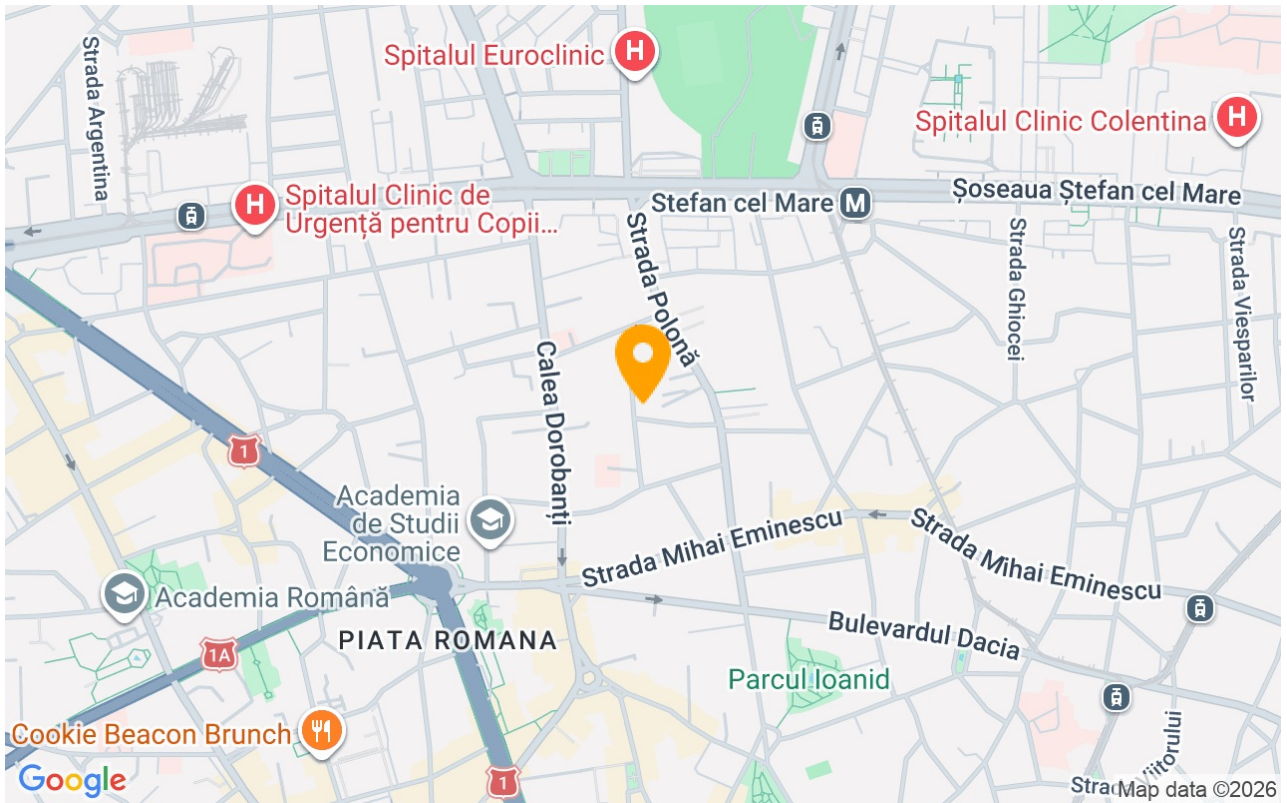 Strada Argentina
Spitalul Euroclinic
H
Spitalul Clinic Colentina
H
H
Spitalul Clinic de
Urgență pentru Copii...
Stefan cel Mare
M
Șoseaua Ștefan cel Mare
Strada Polonă
Strada Ghiocei
Strada Viesparilor
Calea Dorobanți
1
Academia
de Studii
Economice
Strada Mihai Eminescu
Strada Mihai Eminescu
Academia Română
PIATA ROMANA
1A
Bulevardul Dacia
Parcul Ioanid
Cookie Beacon Brunch
1
Google
Strada Viitorului
Map data ©2026